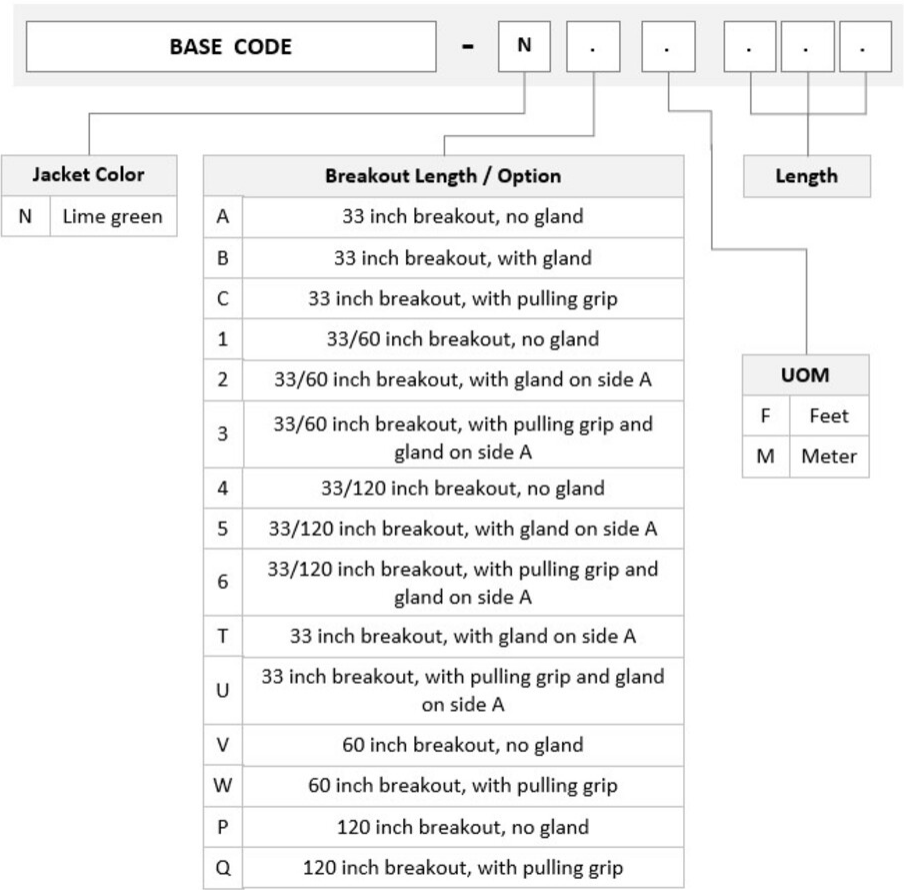 BASE CODE - N . . . . .
Jacket Color
N Lime green
Breakout Length / Option
A 33 inch breakout, no gland
B 33 inch breakout, with gland
C 33 inch breakout, with pulling grip
1 33/60 inch breakout, no gland
2 33/60 inch breakout, with gland on side A
3 33/60 inch breakout, with pulling grip and
gland on side A
4 33/120 inch breakout, no gland
5 33/120 inch breakout, with gland on side A
6 33/120 inch breakout, with pulling grip and
gland on side A
T 33 inch breakout, with gland on side A
U 33 inch breakout, with pulling grip and gland
on side A
V 60 inch breakout, no gland
W 60 inch breakout, with pulling grip
P 120 inch breakout, no gland
Q 120 inch breakout, with pulling grip
Length
UOM
F Feet
M Meter